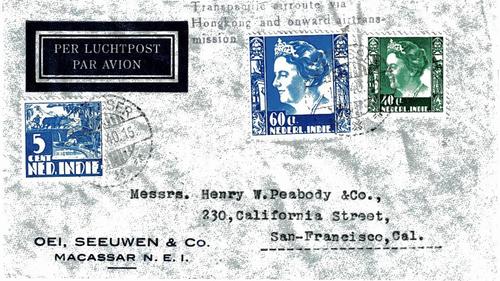 Transpacific airroute via
Hongkong and onward airtrans-
mission
PER LUCHTPOST
PAR AVION
60 CT.
NEDERL. INDIE
40 CT.
NEDERL. INDIE
5
CENT
NED. INDIE
Messrs. Henry W.Peabody &Co.,
230,California Street,
San-Francisco,Cal.
OEI, SEEUWEN & Co.
MACASSAR N. E. I.